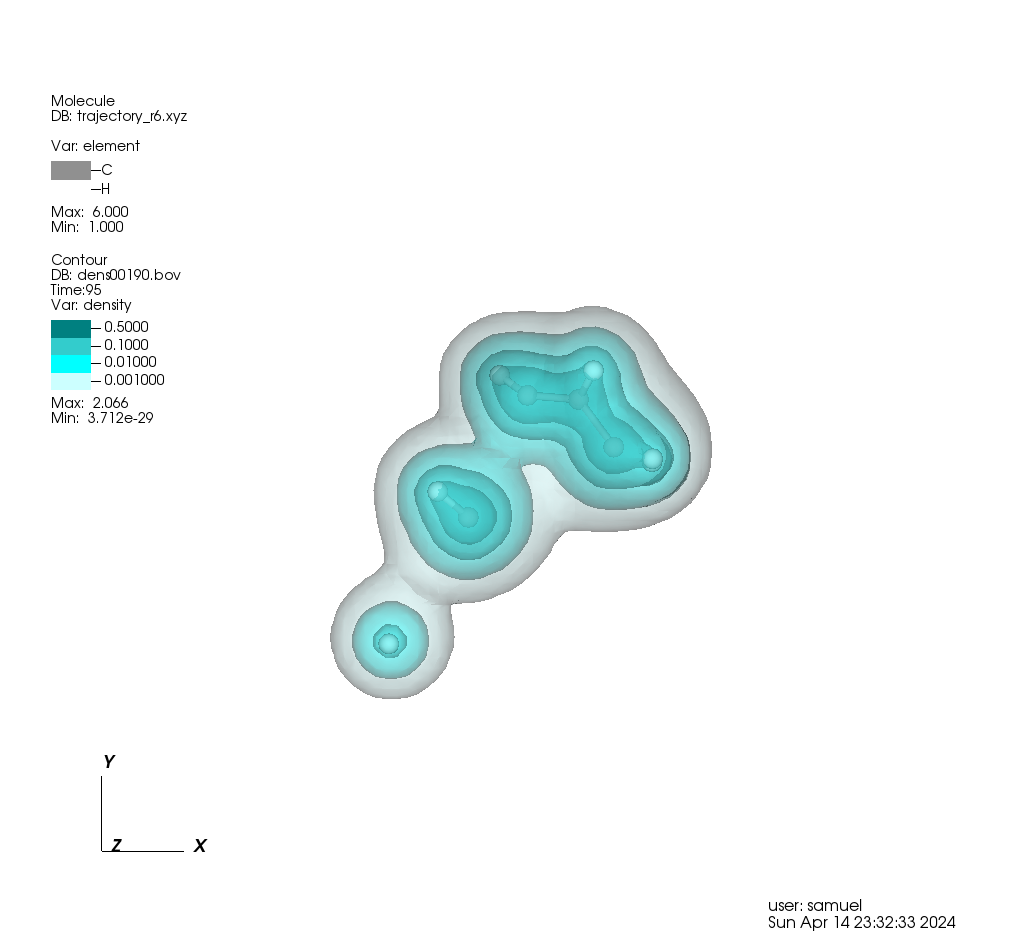 Molecule
DB: trajectory_r6.xyz
Var: element
C
H
Max: 6.000
Min: 1.000
Contour
DB: dens00190.bov
Time:95
Var: density
0.5000
0.1000
0.01000
0.001000
Max: 2.066
Min: 3.712e-29
Y
Z X
user: samuel
Sun Apr 14 23:32:33 2024